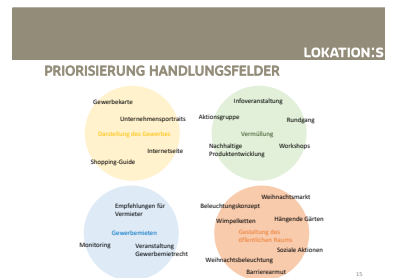 LOKATION:S
PRIORISIERUNG HANDLUNGSFELDER
Gewerbekarte
Unternehmensportraits
Darstellung des Gewerbes
Internetseite
Shopping-Guide
Infoveranstaltung
Aktionsgruppe
Rundgang
Vermüllung
Nachhaltige
Produktentwicklung
Workshops
Empfehlungen für
Vermieter
Gewerbemieten
Monitoring
Veranstaltung
Gewerbemietrecht
Weihnachtsmarkt
Beleuchtungskonzept
Wimpelketten
Hängende Gärten
Gestaltung des
öffentlichen Raums
Soziale Aktionen
Weihnachtsbeleuchtung
Barrierearmut
15